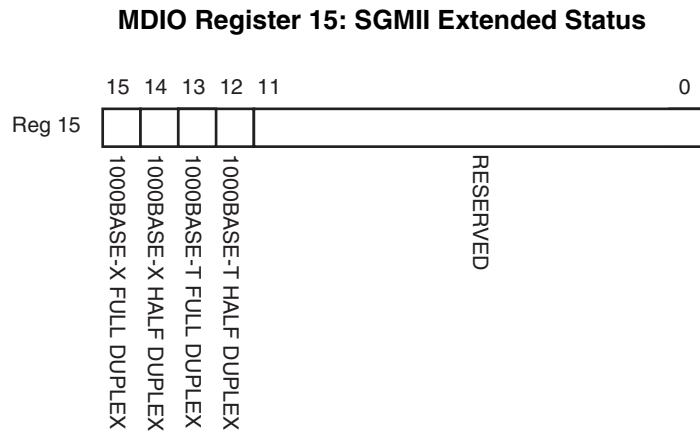 MDIO Register 15: SGMII Extended Status
15 14 13 12 11 0
Reg 15
1000BASE-X FULL DUPLEX
1000BASE-X HALF DUPLEX
1000BASE-T FULL DUPLEX
1000BASE-T HALF DUPLEX
RESERVED